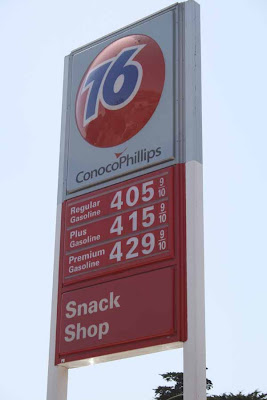 76
ConocoPhillips
Regular Gasoline 405 9/10
Plus Gasoline 415 9/10
Premium Gasoline 429 9/10
Snack
Shop